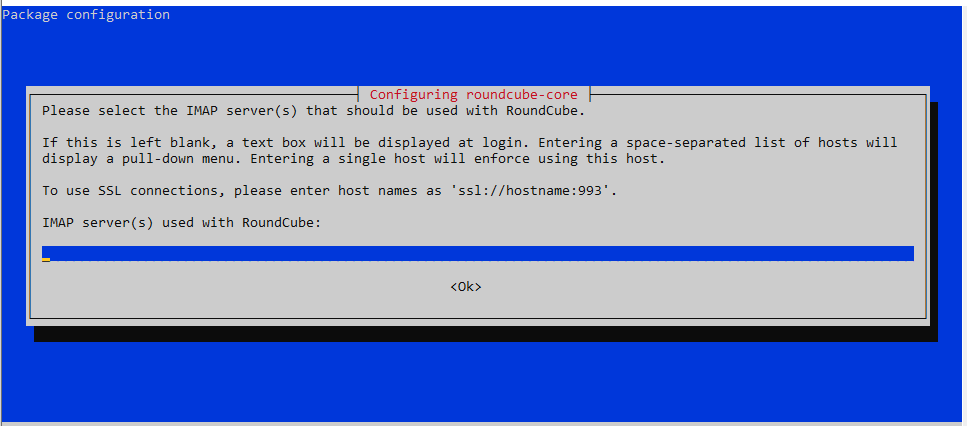 Package configuration
Configuring roundcube-core
Please select the IMAP server(s) that should be used with RoundCube.
If this is left blank, a text box will be displayed at login. Entering a space-separated list of hosts will
display a pull-down menu. Entering a single host will enforce using this host.
To use SSL connections, please enter host names as 'ssl://hostname:993'.
IMAP server(s) used with RoundCube:
<Ok>